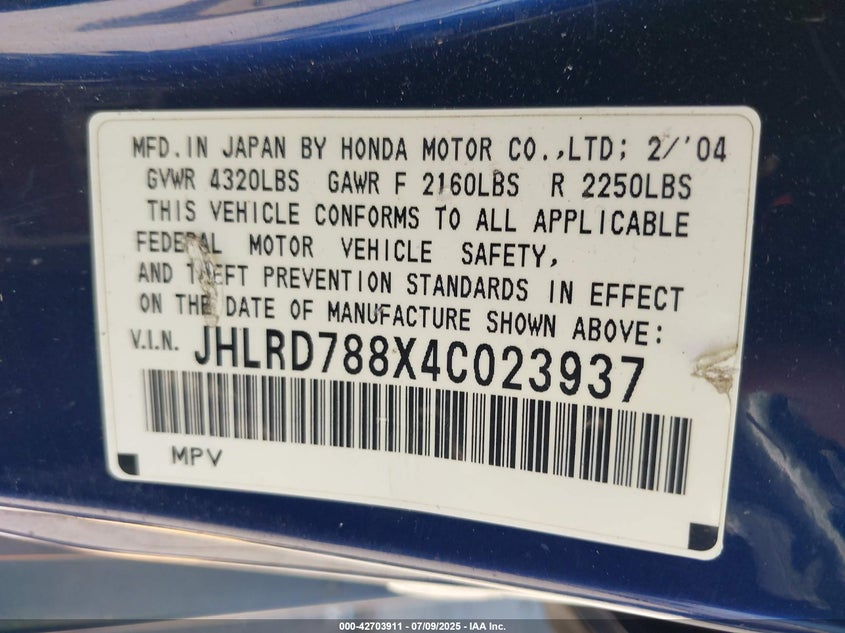 MFD. IN JAPAN BY HONDA MOTOR CO.,LTD; 2/'04
GVWR 4320LBS GAWR F 2160LBS R 2250LBS
THIS VEHICLE CONFORMS TO ALL APPLICABLE
FEDERAL MOTOR VEHICLE SAFETY,
AND THEFT PREVENTION STANDARDS IN EFFECT
ON THE DATE OF MANUFACTURE SHOWN ABOVE:
V.I.N. JHLRD788X4C023937
MPV
000-42703911 - 07/09/2025 - IAA Inc.